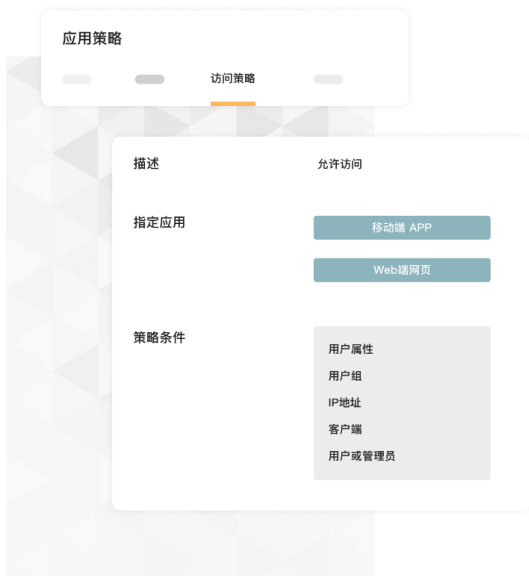 应用策略
访问策略
描述
允许访问
指定应用
移动端 APP
Web端网页
策略条件
用户属性
用户组
IP地址
客户端
用户或管理员